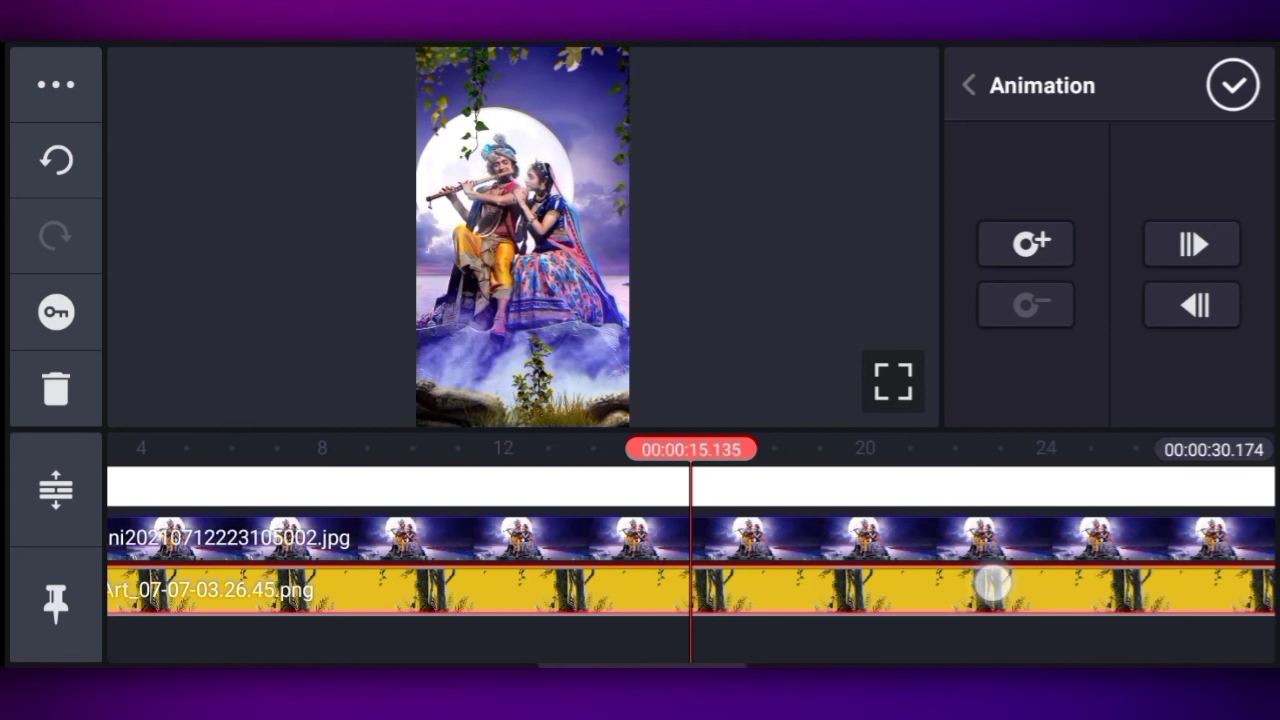 Animation
4
8
12
00:00:15.135
20
24
00:00:30.174
ni20210712223105002.jpg
Art_07-07-03.26.45.png